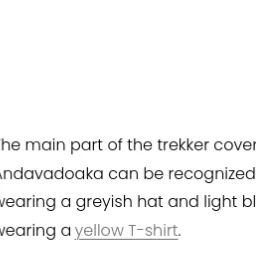 The main part of the trekker cover
Andavadoaka can be recognized
wearing a greyish hat and light bl
wearing a yellow T-shirt.